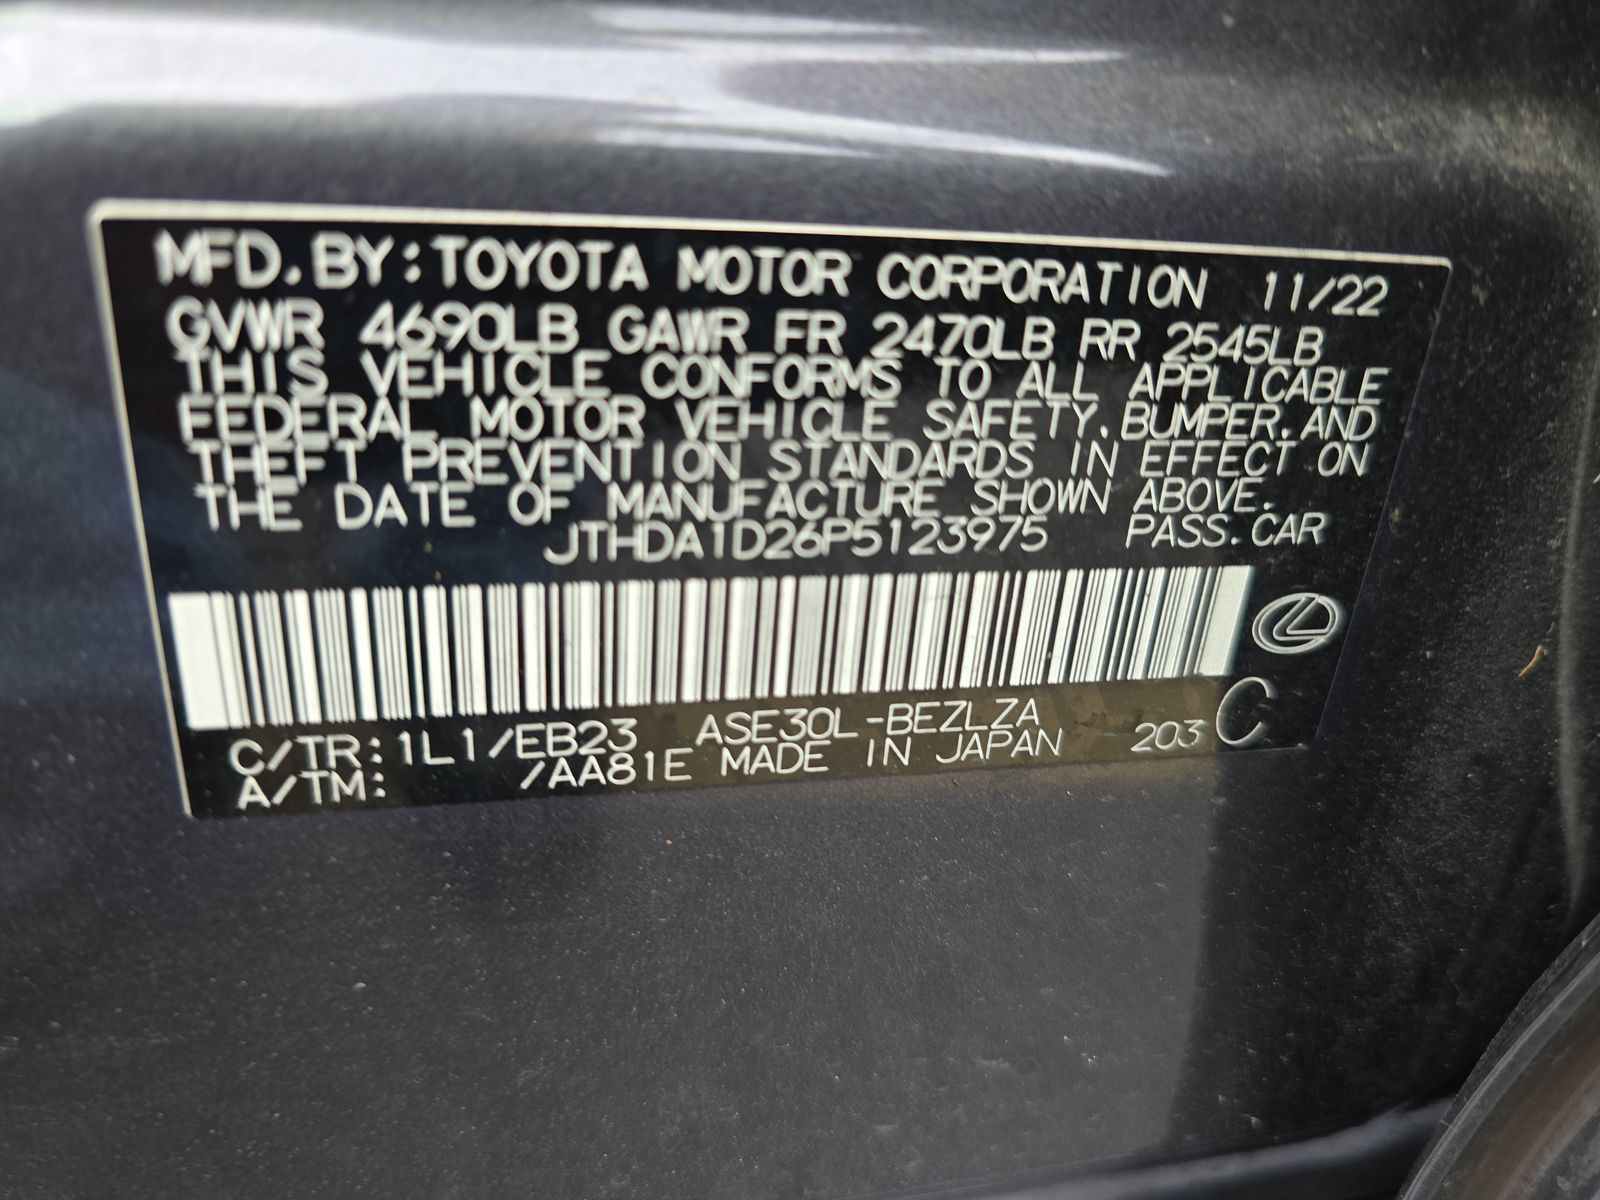 MFD. BY: TOYOTA MOTOR CORPORATION 11/22
GVWR 4690LB GAWR FR 2470LB RR 2545LB
THIS VEHICLE CONFORMS TO ALL APPLICABLE
FEDERAL MOTOR VEHICLE SAFETY, BUMPER, AND
THEFT PREVENTION STANDARDS IN EFFECT ON
THE DATE OF MANUFACTURE SHOWN ABOVE.
JTHDA1D26P5123975 PASS. CAR
C/TR: 1L1/EB23 ASE30L-BEZLZA 203 C
A/TM: /AA81E MADE IN JAPAN